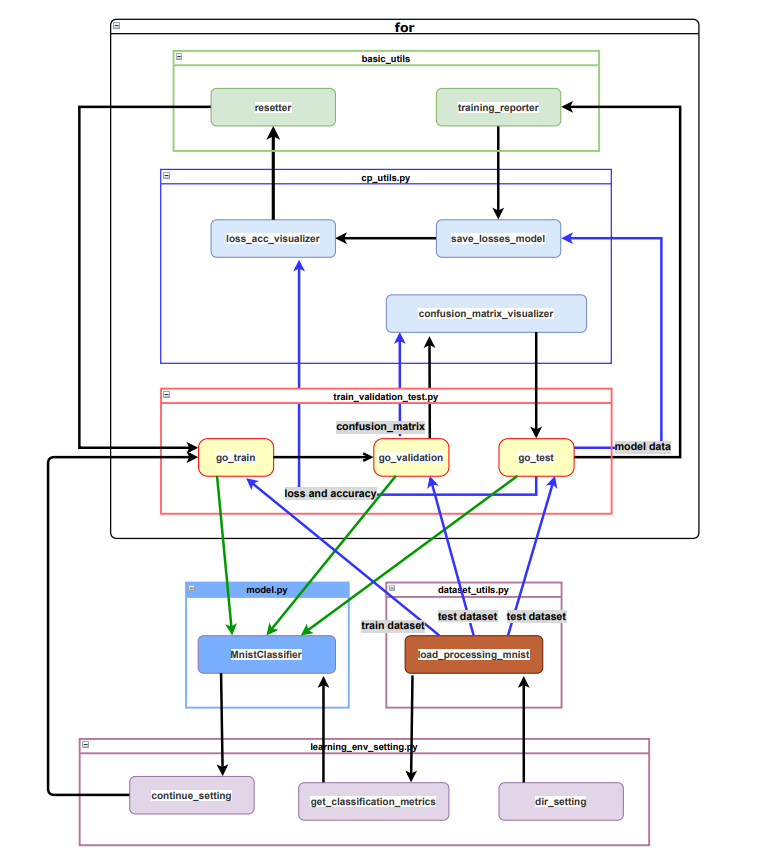 for
basic_utils
resetter
training_reporter
cp_utils.py
loss_acc_visualizer
save_losses_model
confusion_matrix_visualizer
train_validation_test.py
confusion_matrix
go_train
go_validation
go_test
model data
loss and accuracy
model.py
dataset_utils.py
train dataset
test dataset
test dataset
MnistClassifier
load_processing_mnist
learning_env_setting.py
continue_setting
get_classification_metrics
dir_setting